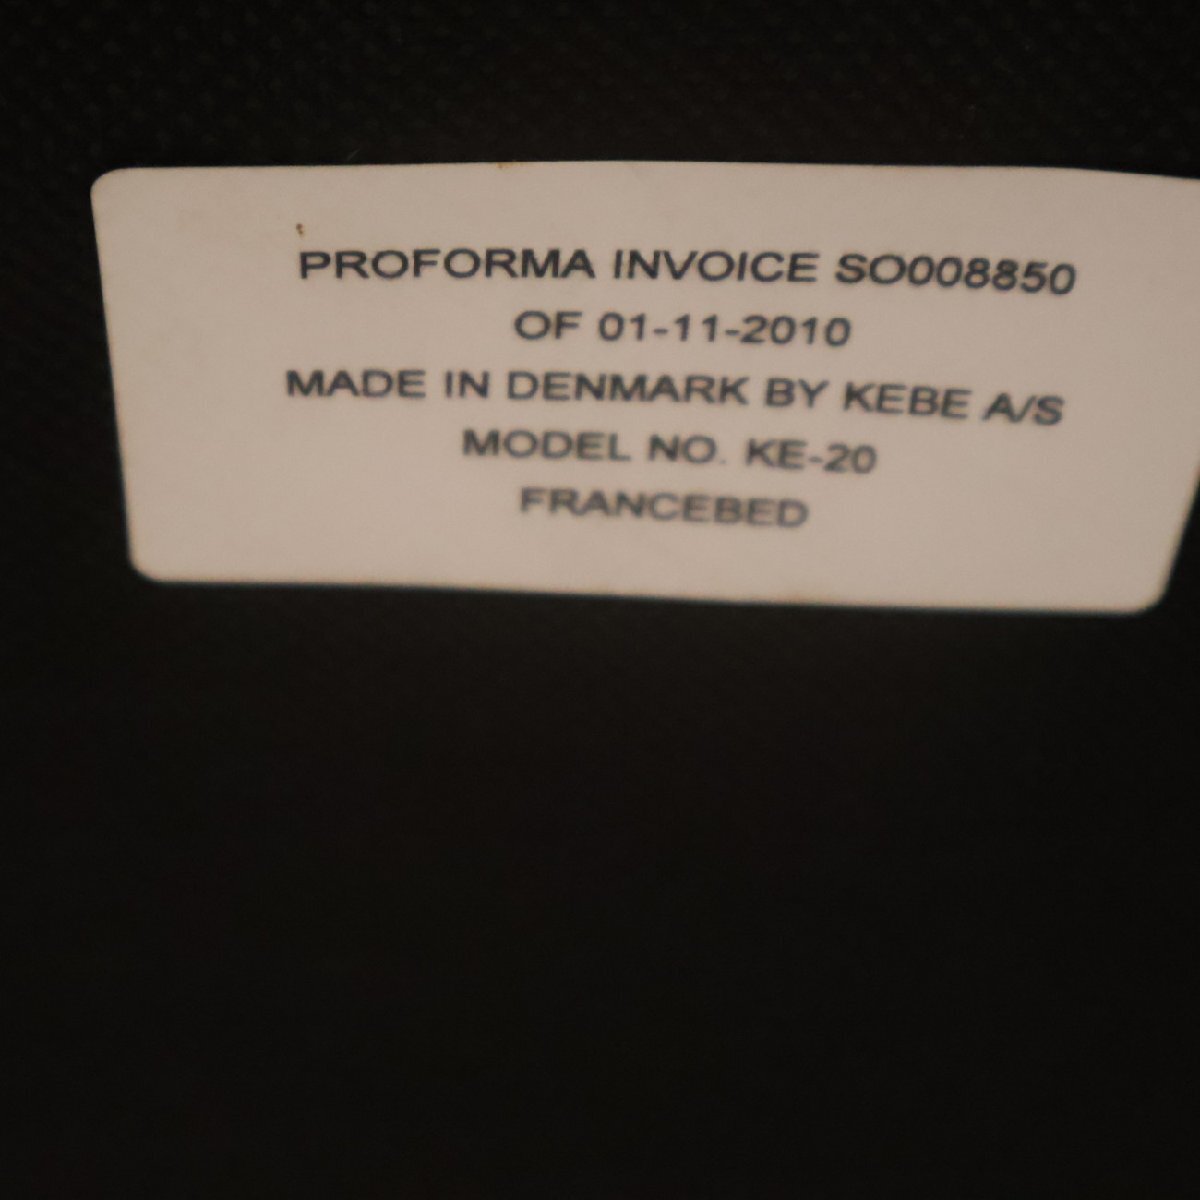 PROFORMA INVOICE SO008850
OF 01-11-2010
MADE IN DENMARK BY KEBE A/S
MODEL NO. KE-20
FRANCEBED